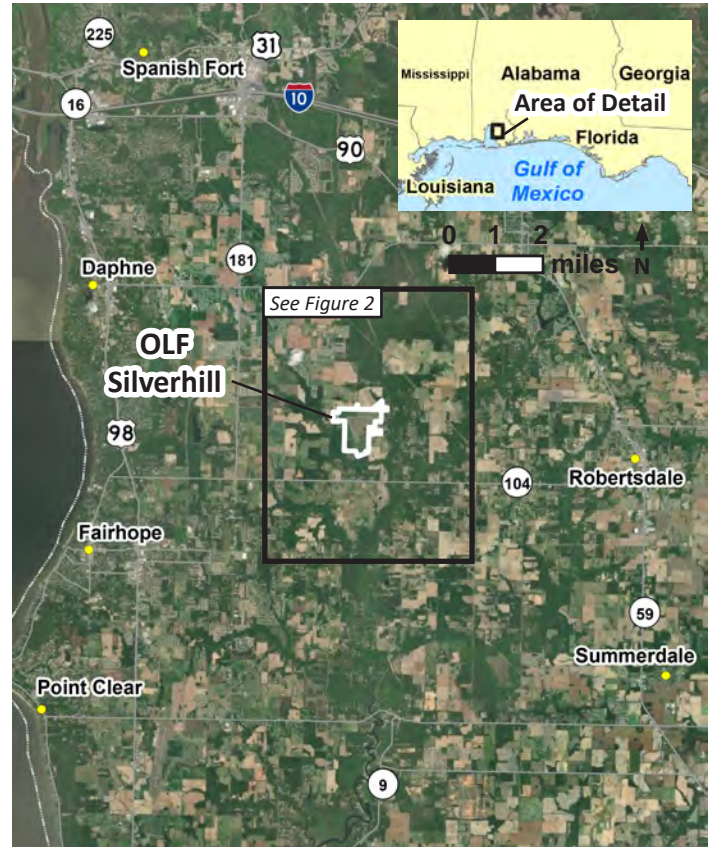 225
31
Spanish Fort
16
10
90
Mississippi
Alabama
Georgia
Area of Detail
Florida
Gulf of
Mexico
Louisiana
0 1 2
miles N
Daphne
181
See Figure 2
OLF
Silverhill
98
104
Robertsdale
Fairhope
59
Summerdale
Point Clear
9